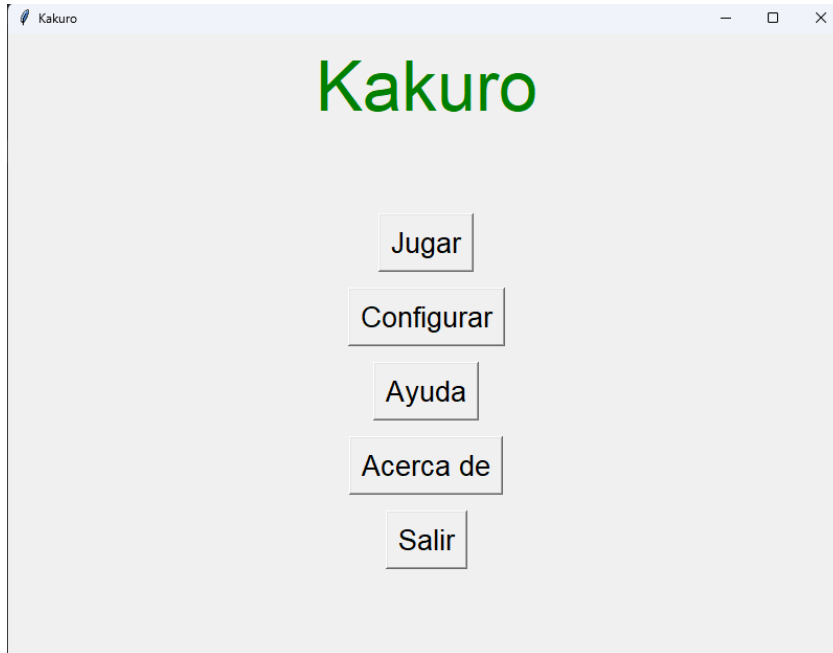 Kakuro
Kakuro
Jugar
Configurar
Ayuda
Acerca de
Salir